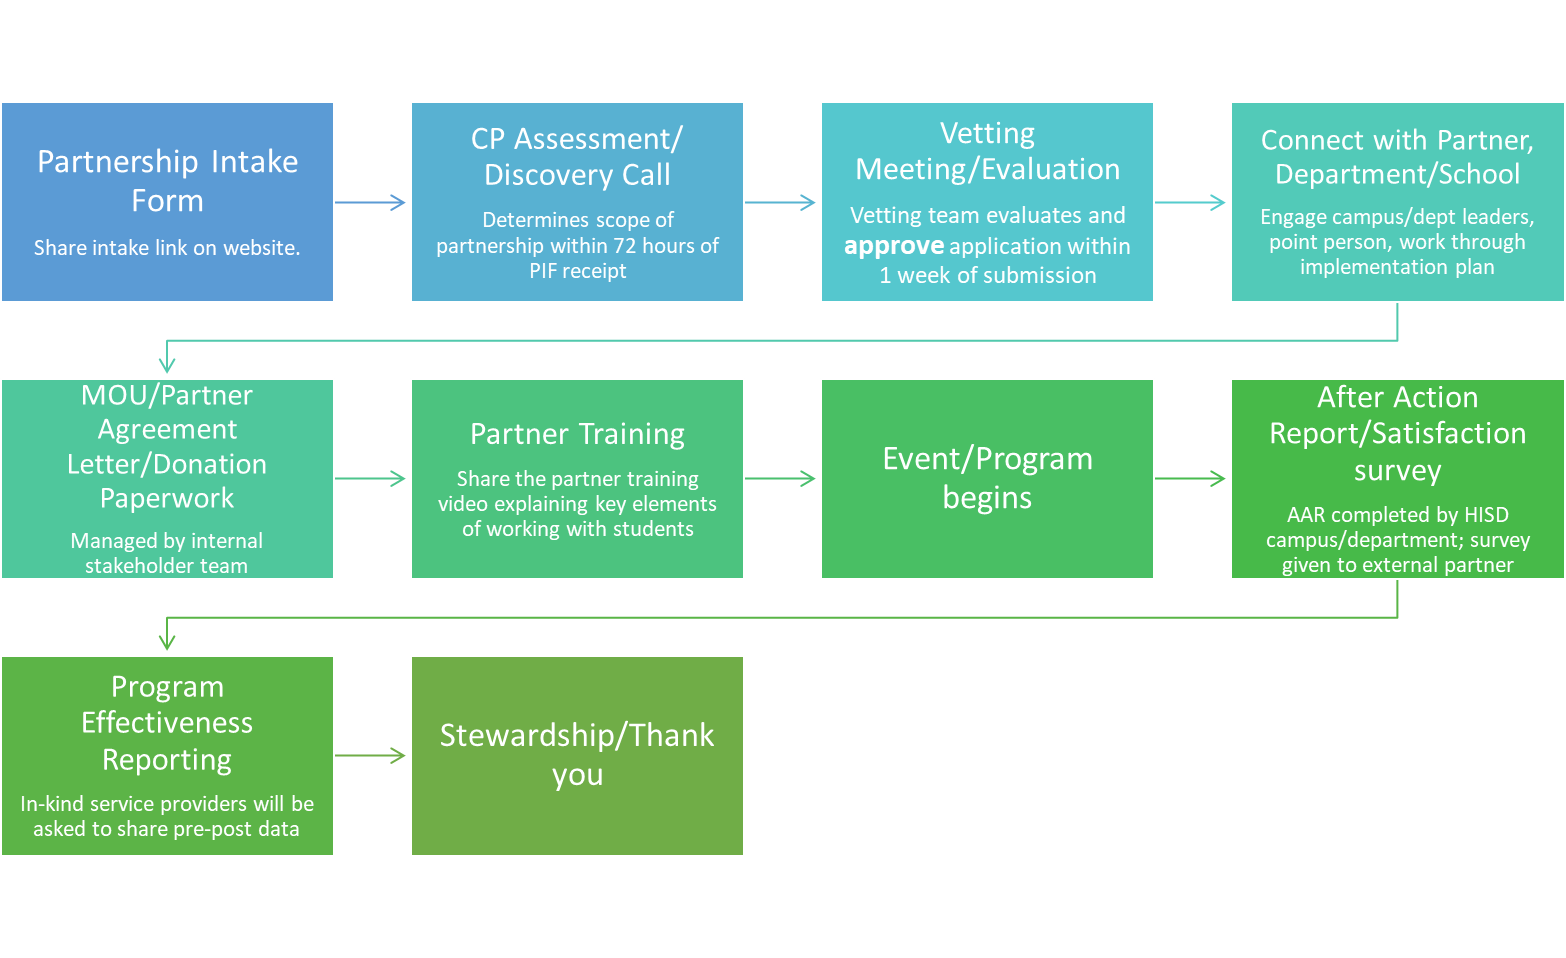 Partnership Intake
Form
Share intake link on website.
CP Assessment/
Discovery Call
Determines scope of
partnership within 72 hours of
PIF receipt
Vetting
Meeting/Evaluation
Vetting team evaluates and
approve application within
1 week of submission
Connect with Partner,
Department/School
Engage campus/dept leaders,
point person, work through
implementation plan
MOU/Partner
Agreement
Letter/Donation
Paperwork
Managed by internal
stakeholder team
Partner Training
Share the partner training
video explaining key elements
of working with students
Event/Program
begins
After Action
Report/Satisfaction
survey
AAR completed by HISD
campus/department; survey
given to external partner
Program
Effectiveness
Reporting
In-kind service providers will be
asked to share pre-post data
Stewardship/Thank
you